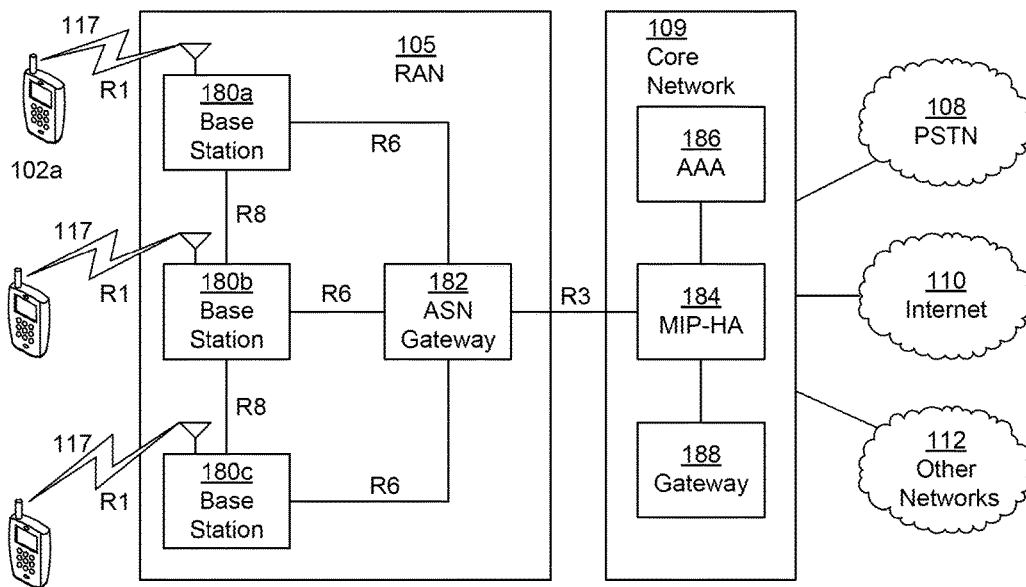 117
R1
102a
180a
Base
Station
105
RAN
R6
R8
117
R1
180b
Base
Station
R6
182
ASN
Gateway
R3
R8
117
R1
180c
Base
Station
R6
109
Core
Network
186
AAA
184
MIP-HA
188
Gateway
108
PSTN
110
Internet
112
Other
Networks